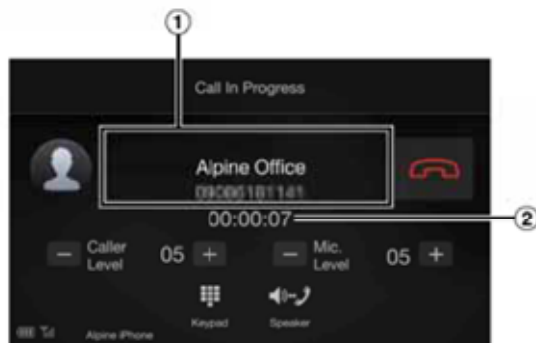 1
Call In Progress
Alpine Office
09086181141
00:00:07
2
− Caller Level 05 +
− Mic. Level 05 +
Keypad
Speaker
Alpine iPhone